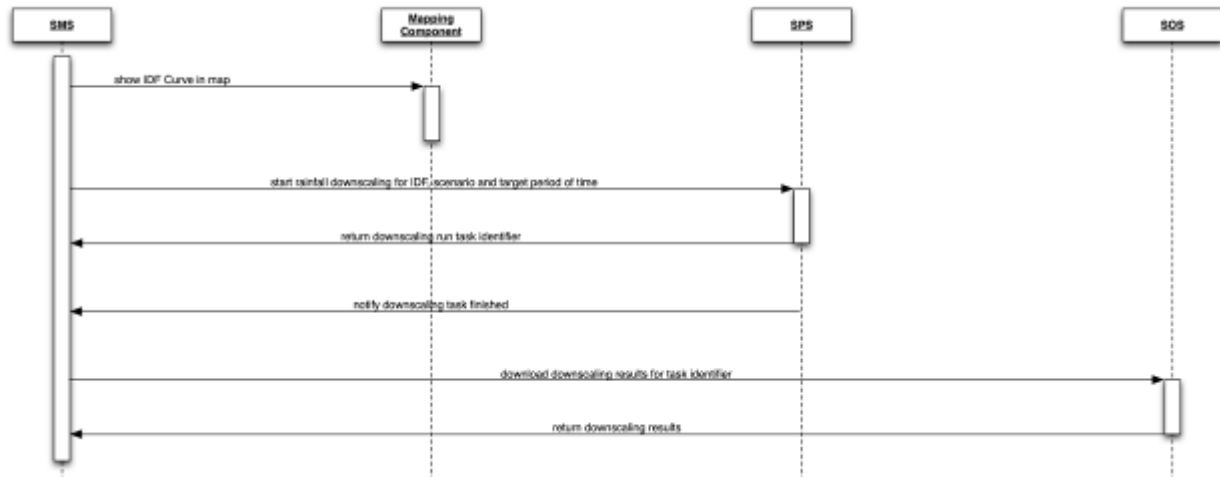 SMS
Mapping
Component
SPS
SOS
show IDF Curve in map
start rainfall downscaling for IDF, scenario and target period of time
return downscaling run task identifier
notify downscaling task finished
download downscaling results for task identifier
return downscaling results